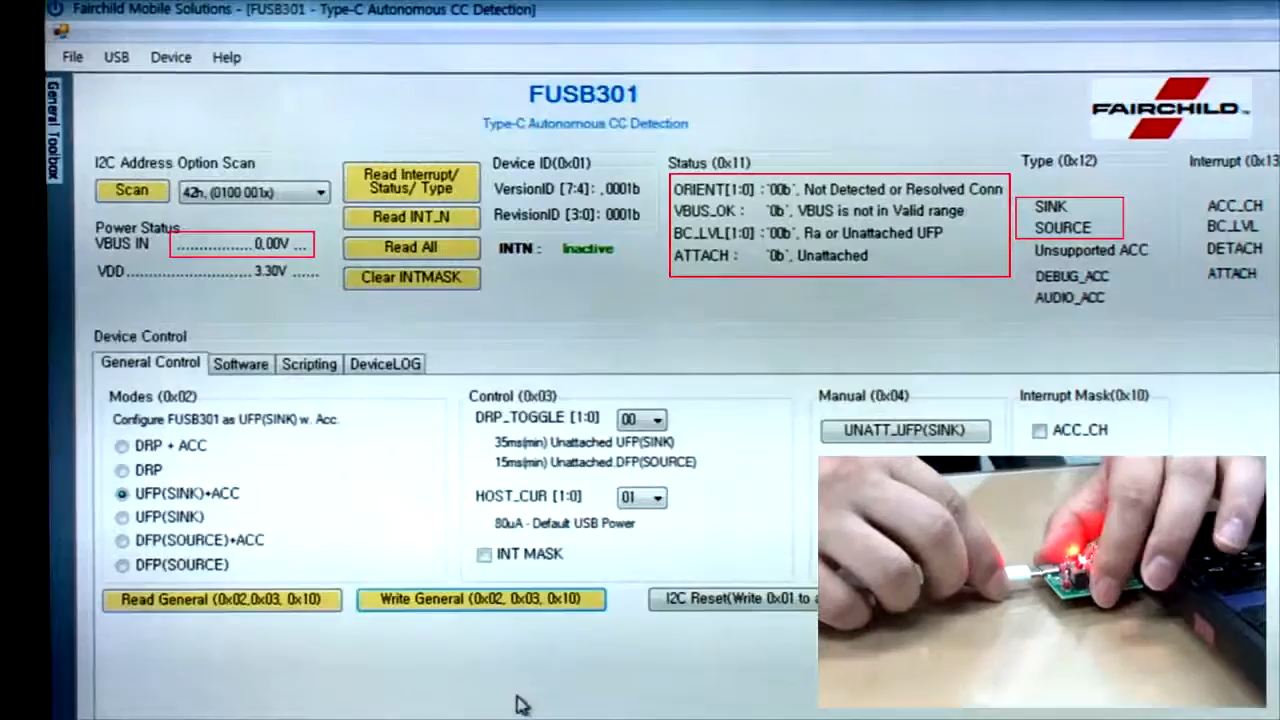 Fairchild Mobile Solutions - [FUSB301 - Type-C Autonomous CC Detection]
File USB Device Help
General Toolbox
FUSB301
Type-C Autonomous CC Detection
FAIRCHILD
I2C Address Option Scan
Scan
42h, (0100 001x)
Power Status
VBUS IN ................... 0.00V ...
VDD............................... 3.30V ......
Read Interrupt/
Status/ Type
Read INT_N
Read All
Clear INTMASK
Device ID(0x01)
VersionID [7:4]: , 0001b
RevisionID [3:0]: 0001b
INTN : Inactive
Status (0x11)
ORIENT[1:0] : '00b', Not Detected or Resolved Conn
VBUS_OK : '0b', VBUS is not in Valid range
BC_LVL[1:0] : '00b', Ra or Unattached UFP
ATTACH : '0b', Unattached
Type (0x12)
SINK
SOURCE
Unsupported ACC
DEBUG_ACC
AUDIO_ACC
Interrupt (0x13
ACC_CH
BC_LVL
DETACH
ATTACH
Device Control
General Control Software Scripting DeviceLOG
Modes (0x02)
Configure FUSB301 as UFP(SINK) w. Acc.
DRP + ACC
DRP
UFP(SINK)+ACC
UFP(SINK)
DFP(SOURCE)+ACC
DFP(SOURCE)
Control (0x03)
DRP_TOGGLE [1:0] 00
35ms(min) Unattached UFP(SINK)
15ms(min) Unattached DFP(SOURCE)
HOST_CUR [1:0] 01
80uA - Default USB Power
INT MASK
Manual (0x04)
UNATT_UFP(SINK)
Interrupt Mask(0x10)
ACC_CH
Read General (0x02,0x03, 0x10)
Write General (0x02, 0x03, 0x10)
I2C Reset(Write 0x01 to